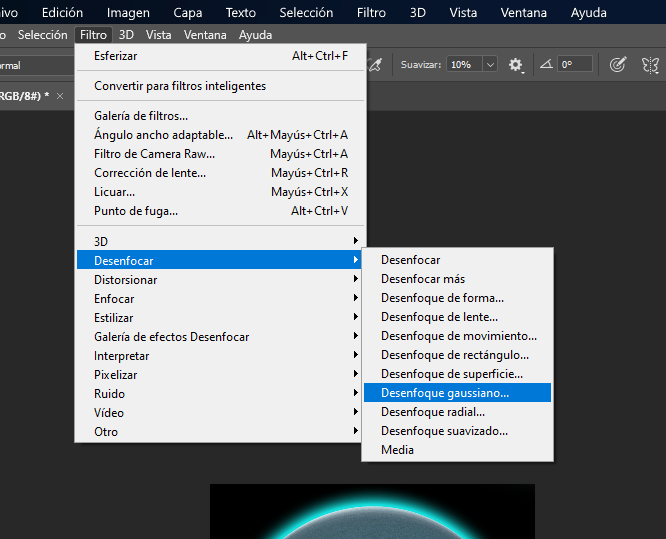 ivo Edición Imagen Capa Texto Selección Filtro 3D Vista Ventana Ayuda
o Selección Filtro 3D Vista Ventana Ayuda
rmal
Suavizar: 10% 0°
RGB/8#) * ×
Esferizar Alt+Ctrl+F
Convertir para filtros inteligentes
Galería de filtros...
Ángulo ancho adaptable... Alt+Mayús+Ctrl+A
Filtro de Camera Raw... Mayús+Ctrl+A
Corrección de lente... Mayús+Ctrl+R
Licuar... Mayús+Ctrl+X
Punto de fuga... Alt+Ctrl+V
3D
Desenfocar
Distorsionar
Enfocar
Estilizar
Galería de efectos Desenfocar
Interpretar
Pixelizar
Ruido
Vídeo
Otro
Desenfocar
Desenfocar más
Desenfoque de forma...
Desenfoque de lente...
Desenfoque de movimiento...
Desenfoque de rectángulo...
Desenfoque de superficie...
Desenfoque gaussiano...
Desenfoque radial...
Desenfoque suavizado...
Media